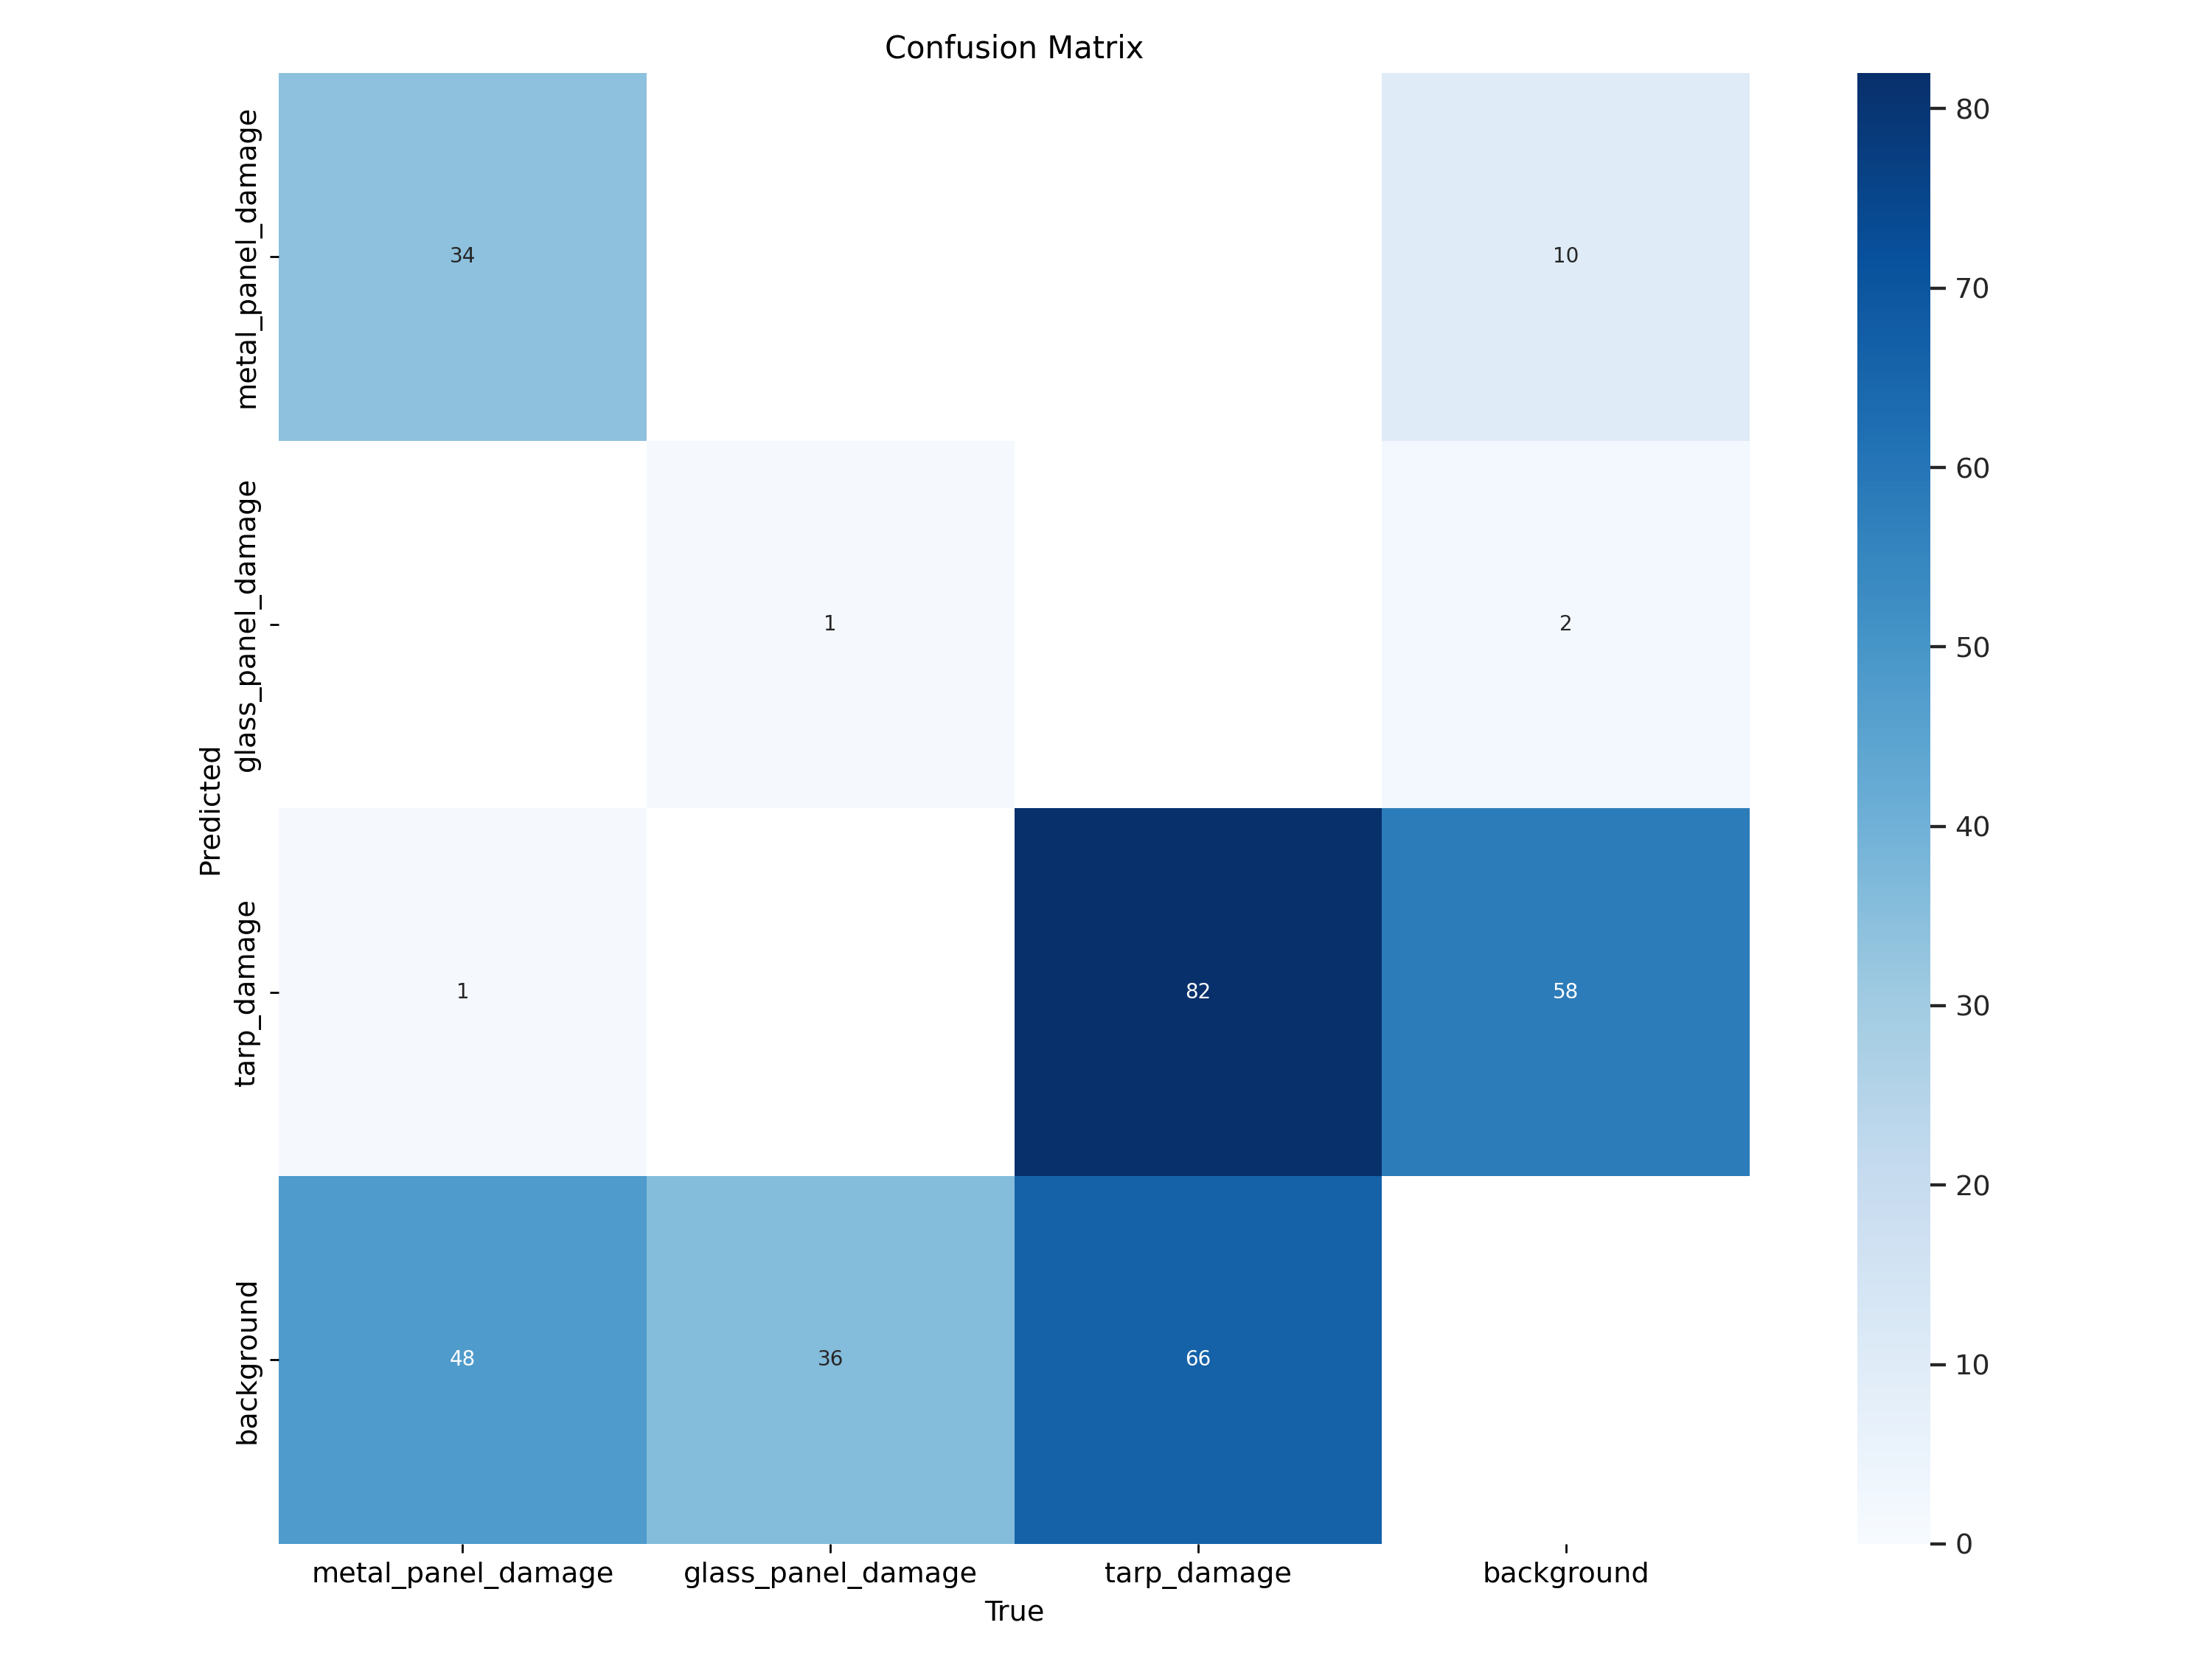 Confusion Matrix
metal_panel_damage
glass_panel_damage
tarp_damage
background
Predicted
34
10
1
2
1
82
58
48
36
66
metal_panel_damage
glass_panel_damage
tarp_damage
background
True
80
70
60
50
40
30
20
10
0